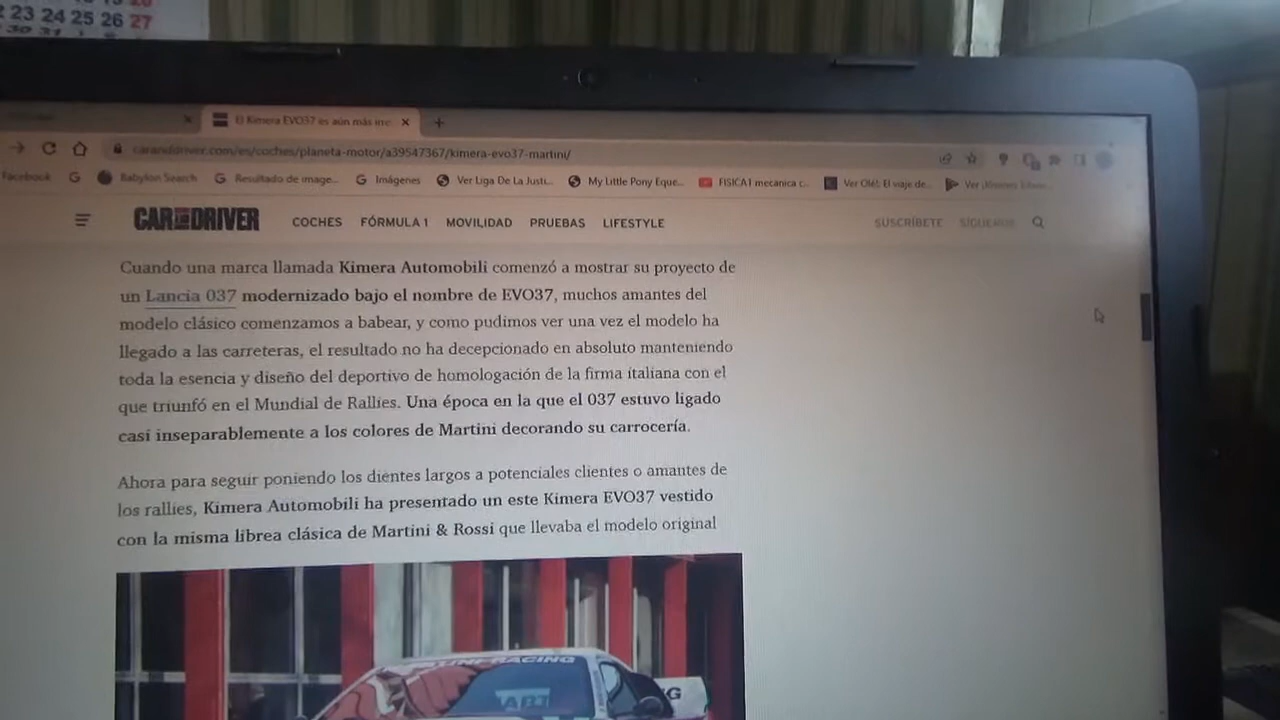 23 24 25 26 27
30 31
El Kimera EVO37 es aún más irre
caranddriver.com/es/coches/planeta-motor/a39547367/kimera-evo37-martini/
Facebook
Babylon Search
Resultado de image...
Imágenes
Ver Liga De La Justi...
My Little Pony Eque...
FISICA1 mecanica c...
Ver Olé!: El viaje de...
Ver
CAR AND DRIVER
COCHES
FÓRMULA 1
MOVILIDAD
PRUEBAS
LIFESTYLE
SUSCRÍBETE
SÍGUENOS
Cuando una marca llamada Kimera Automobili comenzó a mostrar su proyecto de
un Lancia 037 modernizado bajo el nombre de EVO37, muchos amantes del
modelo clásico comenzamos a babear, y como pudimos ver una vez el modelo ha
llegado a las carreteras, el resultado no ha decepcionado en absoluto manteniendo
toda la esencia y diseño del deportivo de homologación de la firma italiana con el
que triunfó en el Mundial de Rallies. Una época en la que el 037 estuvo ligado
casi inseparablemente a los colores de Martini decorando su carrocería.
Ahora para seguir poniendo los dientes largos a potenciales clientes o amantes de
los rallies, Kimera Automobili ha presentado un este Kimera EVO37 vestido
con la misma librea clásica de Martini & Rossi que llevaba el modelo original
RACING